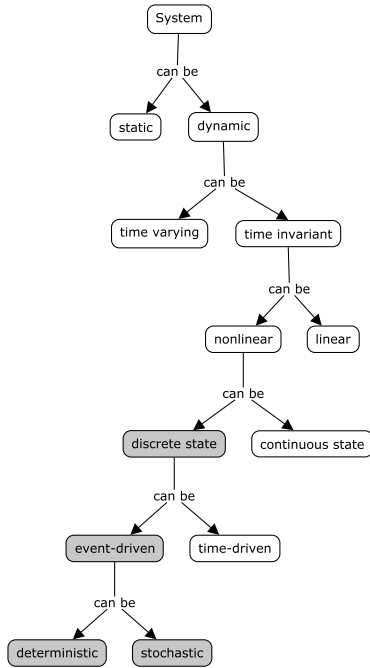 System
can be
static
dynamic
can be
time varying
time invariant
can be
nonlinear
linear
can be
discrete state
continuous state
can be
event-driven
time-driven
can be
deterministic
stochastic